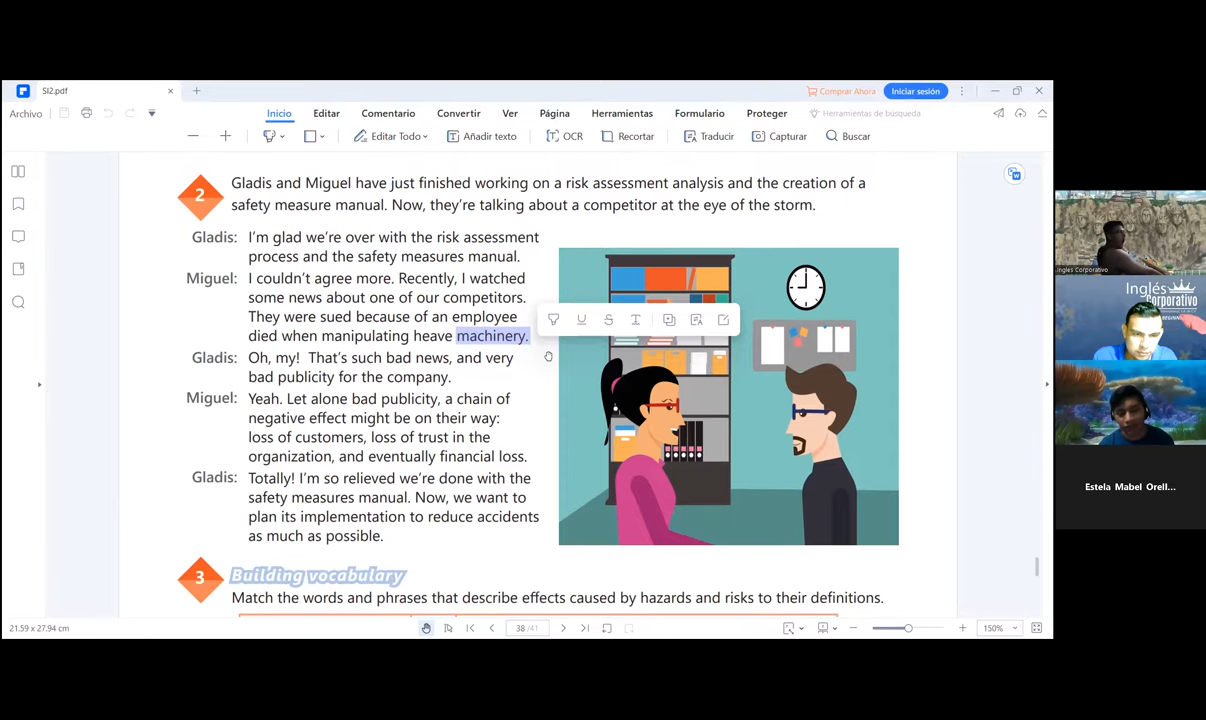 SI2.pdf
Comprar Ahora
Iniciar sesión
Archivo
Inicio
Editar
Comentario
Convertir
Ver
Página
Herramientas
Formulario
Proteger
Herramientas de búsqueda
Editar Todo
Añadir texto
OCR
Recortar
Traducir
Capturar
Buscar
2
Gladis and Miguel have just finished working on a risk assessment analysis and the creation of a
safety measure manual. Now, they're talking about a competitor at the eye of the storm.
Gladis: I'm glad we're over with the risk assessment
process and the safety measures manual.
Miguel: I couldn't agree more. Recently, I watched
some news about one of our competitors.
They were sued because of an employee
died when manipulating heave machinery.
Gladis: Oh, my! That's such bad news, and very
bad publicity for the company.
Miguel: Yeah. Let alone bad publicity, a chain of
negative effect might be on their way:
loss of customers, loss of trust in the
organization, and eventually financial loss.
Gladis: Totally! I'm so relieved we're done with the
safety measures manual. Now, we want to
plan its implementation to reduce accidents
as much as possible.
3
Building vocabulary
Match the words and phrases that describe effects caused by hazards and risks to their definitions.
21.59 x 27.94 cm
38 /41
150%
Ingles Corporativo
Inglés
Corporativo
Estela Mabel Orell...